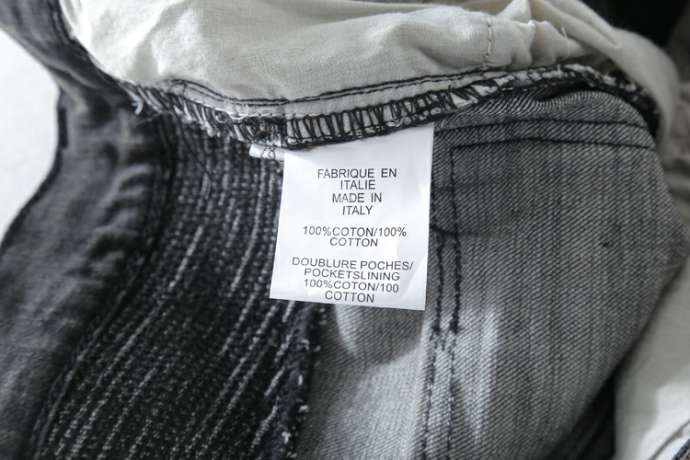 FABRIQUE EN
ITALIE
MADE IN
ITALY
100%COTON/100%
COTTON
DOUBLURE POCHES/
POCKETSLINING
100%COTON/100
COTTON